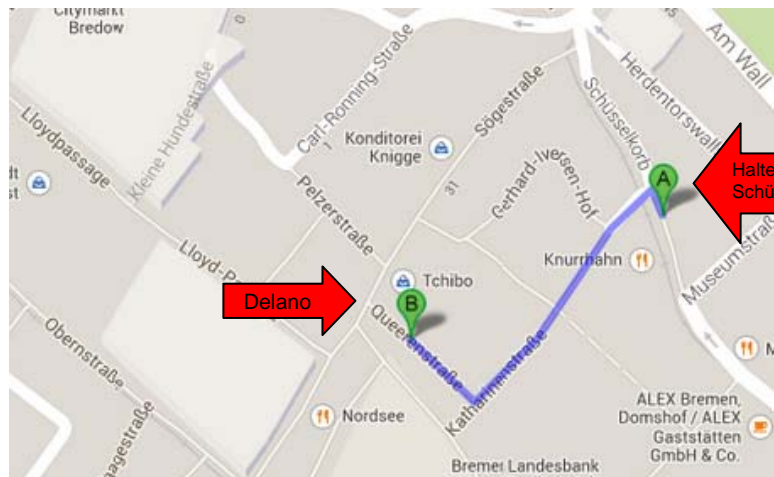 Citymarkt
Bredow
Am Wall
Herdentorswall
Schüsselkorb
Carl-Ronning-Straße
Sögestraße
Kleine Hundestraße
Lloydpassage
Konditorei
Knigge
1
31
Pelzerstraße
Gerhard-Iversen-Hof
A
Halte
Schü
Museumstraß
Knurrhahn
Lloyd-P
Delano
Tchibo
B
Queerenstraße
Katharinenstraße
Obernstraße
Nordsee
ALEX Bremen,
Domshof / ALEX
Gaststätten
GmbH & Co.
Bremer Landesbank